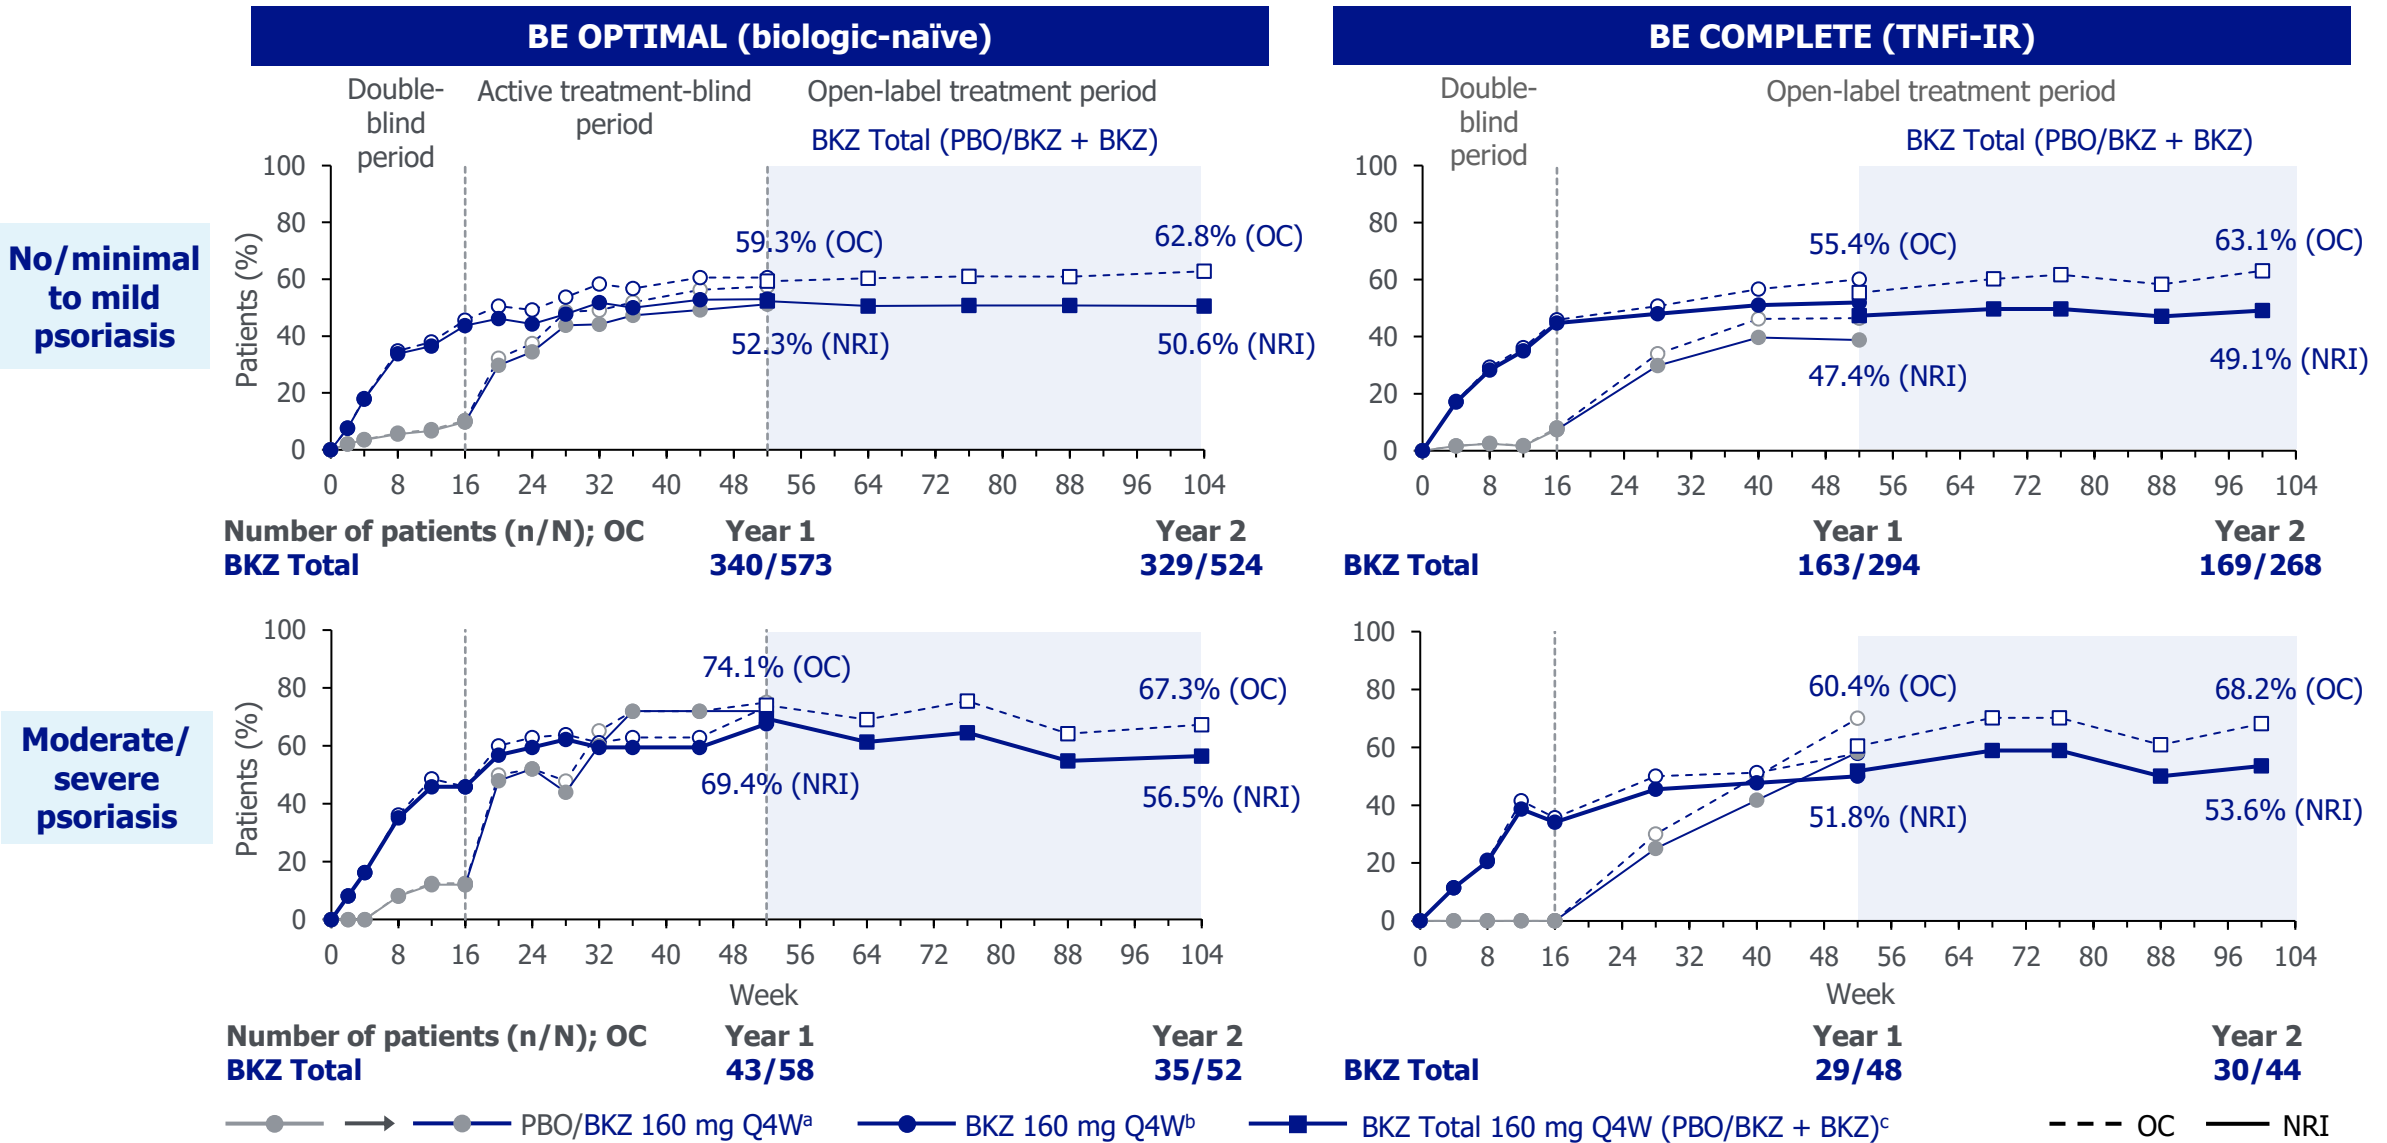 BE OPTIMAL (biologic-naïve)
BE COMPLETE (TNFi-IR)
Double-
blind
period
Active treatment-blind
period
Open-label treatment period
BKZ Total (PBO/BKZ + BKZ)
Double-
blind
period
Open-label treatment period
BKZ Total (PBO/BKZ + BKZ)
No/minimal
to mild
psoriasis
Patients (%)
100
80
60
40
20
0
59.3% (OC)
62.8% (OC)
52.3% (NRI)
50.6% (NRI)
0 8 16 24 32 40 48 56 64 72 80 88 96 104
100
80
60
40
20
0
55.4% (OC)
63.1% (OC)
47.4% (NRI)
49.1% (NRI)
0 8 16 24 32 40 48 56 64 72 80 88 96 104
Number of patients (n/N); OC Year 1 Year 2
BKZ Total 340/573 329/524
Year 1 Year 2
BKZ Total 163/294 169/268
Moderate/
severe
psoriasis
Patients (%)
100
80
60
40
20
0
74.1% (OC)
67.3% (OC)
69.4% (NRI)
56.5% (NRI)
0 8 16 24 32 40 48 56 64 72 80 88 96 104
Week
100
80
60
40
20
0
60.4% (OC)
68.2% (OC)
51.8% (NRI)
53.6% (NRI)
0 8 16 24 32 40 48 56 64 72 80 88 96 104
Week
Number of patients (n/N); OC Year 1 Year 2
BKZ Total 43/58 35/52
Year 1 Year 2
BKZ Total 29/48 30/44
PBO/BKZ 160 mg Q4Wᵃ BKZ 160 mg Q4Wᵇ BKZ Total 160 mg Q4W (PBO/BKZ + BKZ)ᶜ OC NRI